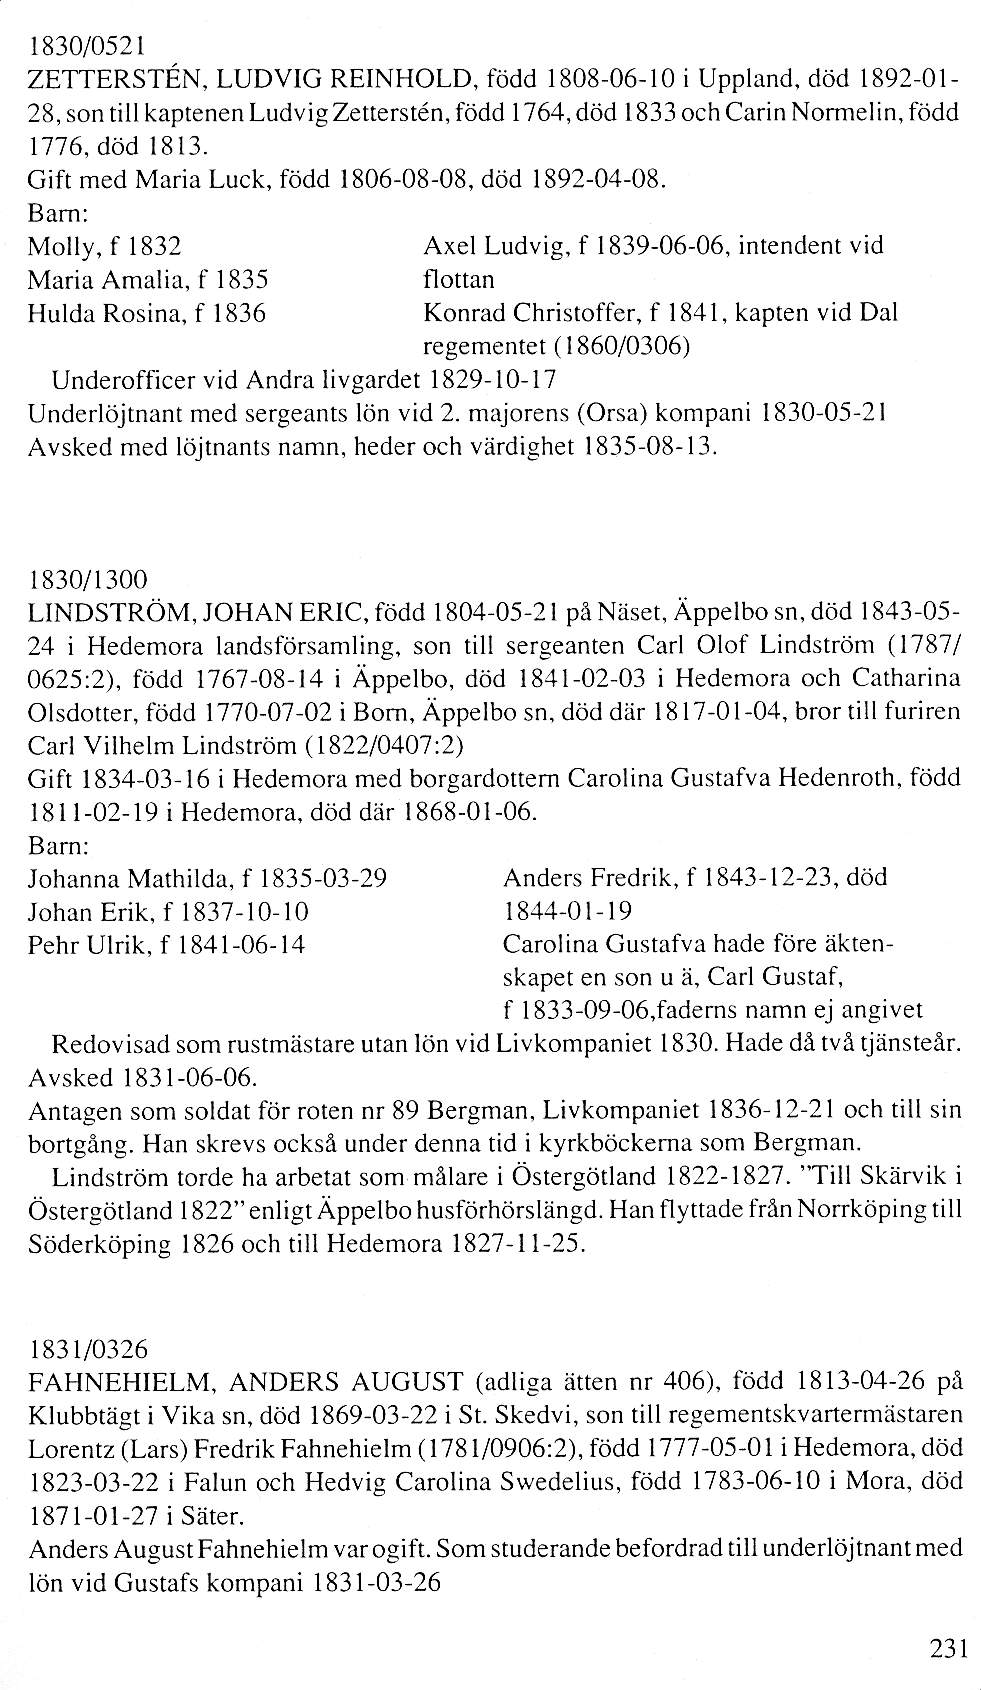 1830/0521
ZETTERSTÉN, LUDVIG REINHOLD, född 1808-06-10 i Uppland, död 1892-01-
28, son till kaptenen Ludvig Zetterstén, född 1764, död 1833 och Carin Normelin, född
1776, död 1813.
Gift med Maria Luck, född 1806-08-08, död 1892-04-08.
Barn:
Molly, f 1832
Maria Amalia, f 1835
Hulda Rosina, f 1836
Axel Ludvig, f 1839-06-06, intendent vid
flottan
Konrad Christoffer, f 1841, kapten vid Dal
regementet (1860/0306)
Underofficer vid Andra livgardet 1829-10-17
Underlöjtnant med sergeants lön vid 2. majorens (Orsa) kompani 1830-05-21
Avsked med löjtnants namn, heder och värdighet 1835-08-13.
1830/1300
LINDSTRÖM, JOHAN ERIC, född 1804-05-21 på Näset, Äppelbo sn, död 1843-05-
24 i Hedemora landsförsamling, son till sergeanten Carl Olof Lindström (1787/
0625:2), född 1767-08-14 i Äppelbo, död 1841-02-03 i Hedemora och Catharina
Olsdotter, född 1770-07-02 i Born, Äppelbo sn, död där 1817-01-04, bror till furiren
Carl Vilhelm Lindström (1822/0407:2)
Gift 1834-03-16 i Hedemora med borgardottern Carolina Gustafva Hedenroth, född
1811-02-19 i Hedemora, död där 1868-01-06.
Barn:
Johanna Mathilda, f 1835-03-29
Johan Erik, f 1837-10-10
Pehr Ulrik, f 1841-06-14
Anders Fredrik, f 1843-12-23, död
1844-01-19
Carolina Gustafva hade före äkten-
skapet en son u ä, Carl Gustaf,
f 1833-09-06,faderns namn ej angivet
Redovisad som rustmästare utan lön vid Livkompaniet 1830. Hade då två tjänsteår.
Avsked 1831-06-06.
Antagen som soldat för roten nr 89 Bergman, Livkompaniet 1836-12-21 och till sin
bortgång. Han skrevs också under denna tid i kyrkböckerna som Bergman.
Lindström torde ha arbetat som målare i Östergötland 1822-1827. "Till Skärvik i
Östergötland 1822" enligt Äppelbo husförhörslängd. Han flyttade från Norrköping till
Söderköping 1826 och till Hedemora 1827-11-25.
1831/0326
FAHNEHIELM, ANDERS AUGUST (adliga ätten nr 406), född 1813-04-26 på
Klubbtägt i Vika sn, död 1869-03-22 i St. Skedvi, son till regementskvartermästaren
Lorentz (Lars) Fredrik Fahnehielm (1781/0906:2), född 1777-05-01 i Hedemora, död
1823-03-22 i Falun och Hedvig Carolina Swedelius, född 1783-06-10 i Mora, död
1871-01-27 i Säter.
Anders August Fahnehielm var ogift. Som studerande befordrad till underlöjtnant med
lön vid Gustafs kompani 1831-03-26
231